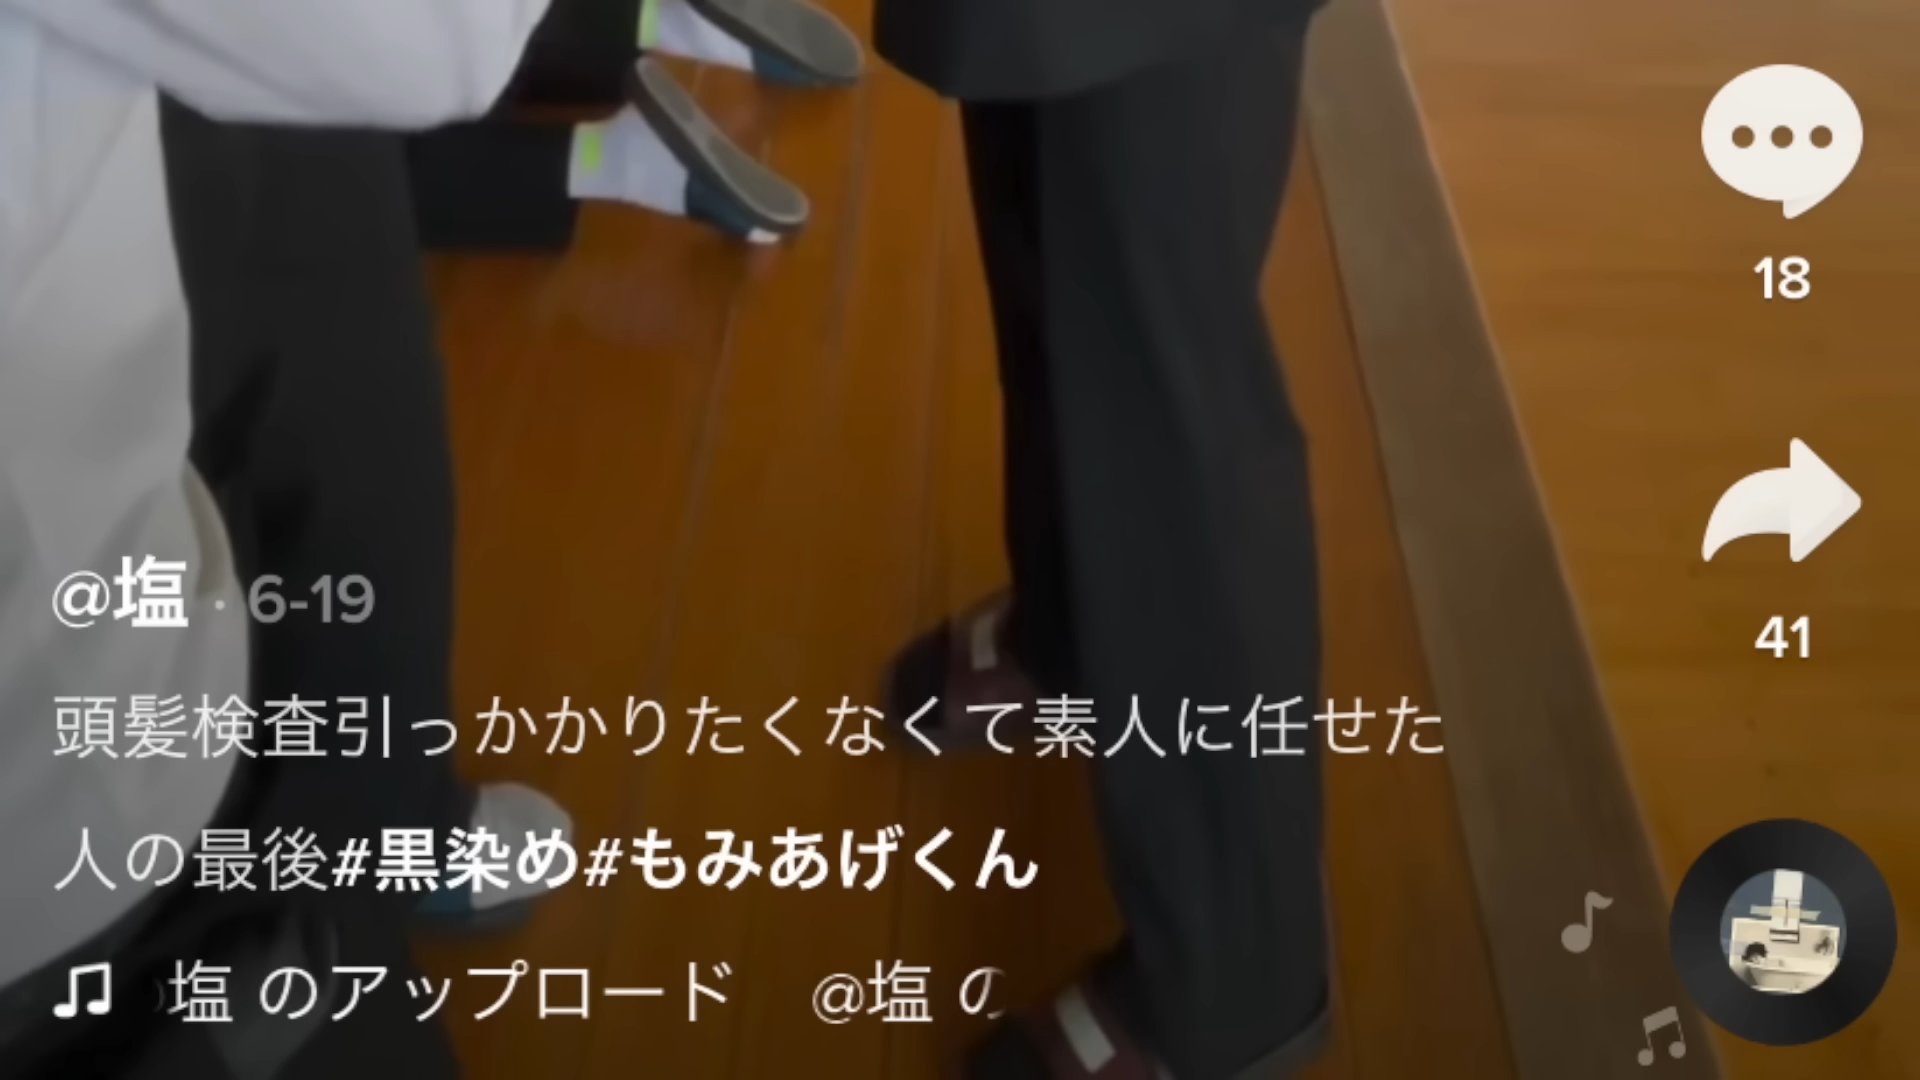 18
41
@塩 · 6-19
頭髪検査引っかかりたくなくて素人に任せた
人の最後#黒染め#もみあげくん
塩 のアップロード @塩 の